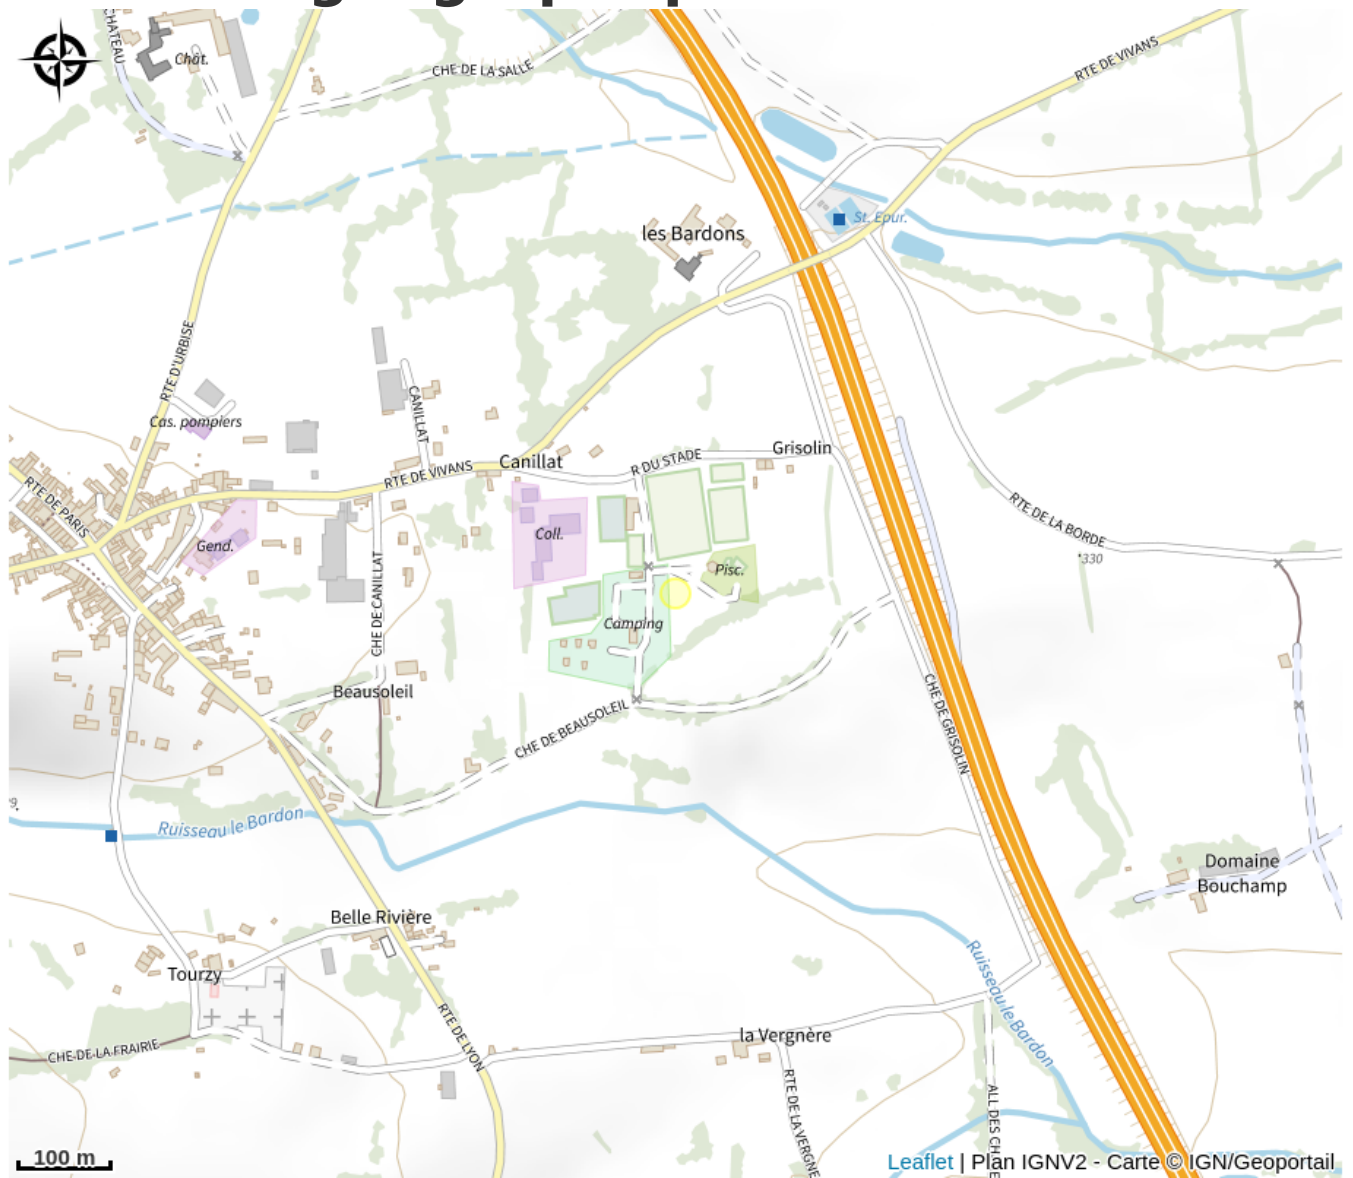 CHATEAU
Chât.
CHE DE LA SALLE
RTE DE VIVANS
St. Epur.
les Bardons
RTE D'URBISE
CANILLAT
Cas. pompiers
Grisolin
R DU STADE
Canillat
RTE DE VIVANS
RTE DE PARIS
RTE DE LA BORDE
Coll.
Gend.
330
Pisc.
CHE DE CANILLAT
Camping
Beausoleil
CHE DE BEAUSOLEIL
CHE DE GRISOLIN
Ruisseau le Bardon
Domaine
Bouchamp
Belle Rivière
Tourzy
Ruisseau le Bardon
RTE DE LYON
la Vergnère
CHE DE LA FRAIRIE
RTE DE LA VERGNE
ALL DES CH
100 m
Leaflet | Plan IGNV2 - Carte © IGN/Geoportail